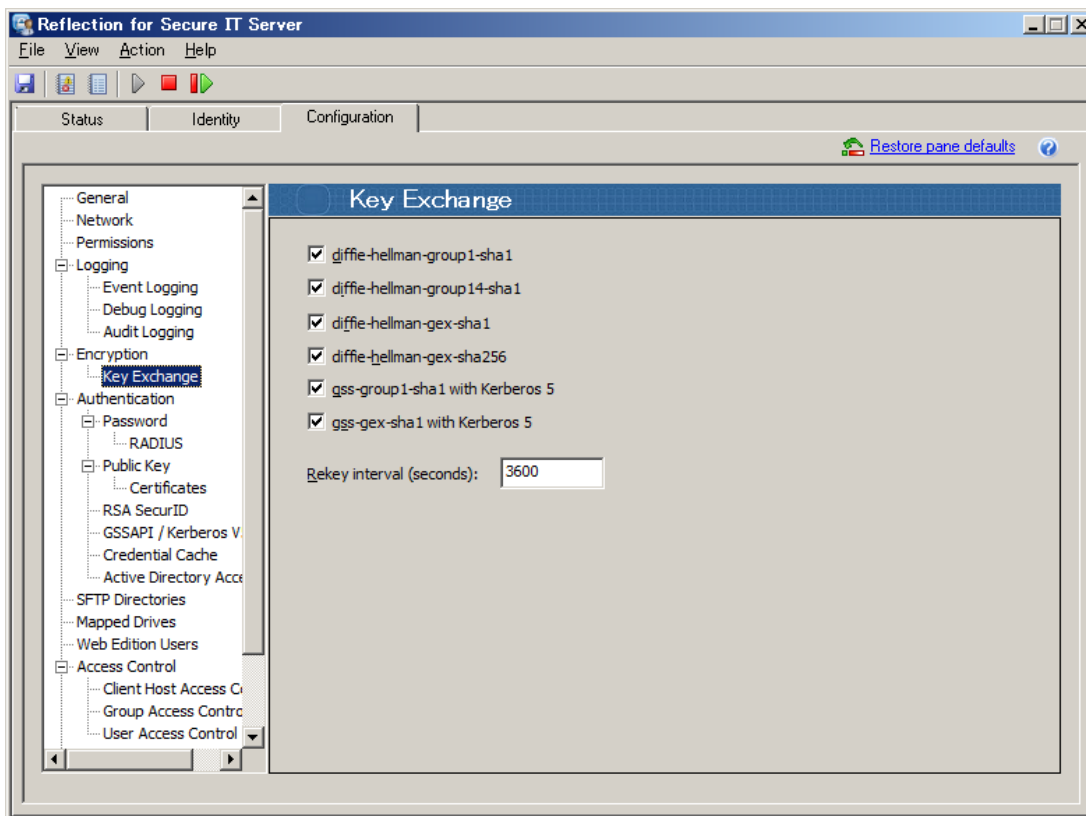 Reflection for Secure IT Server
File View Action Help
Status Identity Configuration
Restore pane defaults
General
Network
Permissions
Logging
Event Logging
Debug Logging
Audit Logging
Encryption
Key Exchange
Authentication
Password
RADIUS
Public Key
Certificates
RSA SecurID
GSSAPI / Kerberos V
Credential Cache
Active Directory Acce
SFTP Directories
Mapped Drives
Web Edition Users
Access Control
Client Host Access C
Group Access Contro
User Access Control
Key Exchange
diffie-hellman-group1-sha1
diffie-hellman-group14-sha1
diffie-hellman-gex-sha1
diffie-hellman-gex-sha256
gss-group1-sha1 with Kerberos 5
gss-gex-sha1 with Kerberos 5
Rekey interval (seconds): 3600